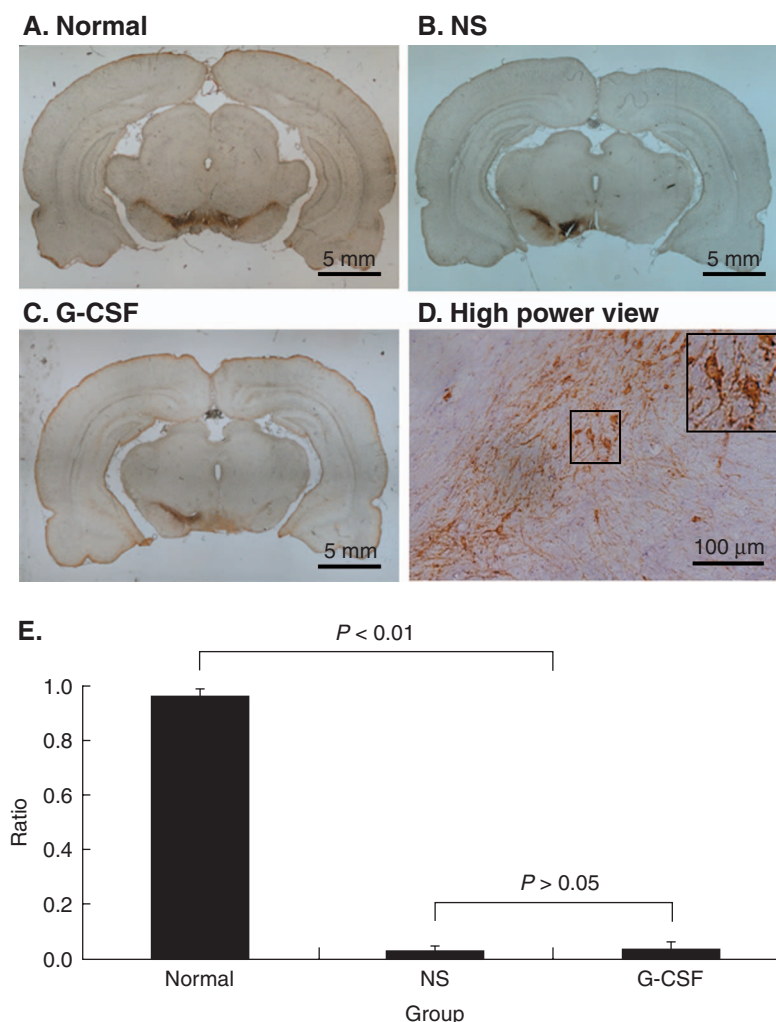 A. Normal
B. NS
5 mm
5 mm
C. G-CSF
D. High power view
5 mm
100 μm
E.
P < 0.01
1.0
0.8
0.6
0.4
0.2
0.0
Ratio
P > 0.05
Normal
NS
G-CSF
Group